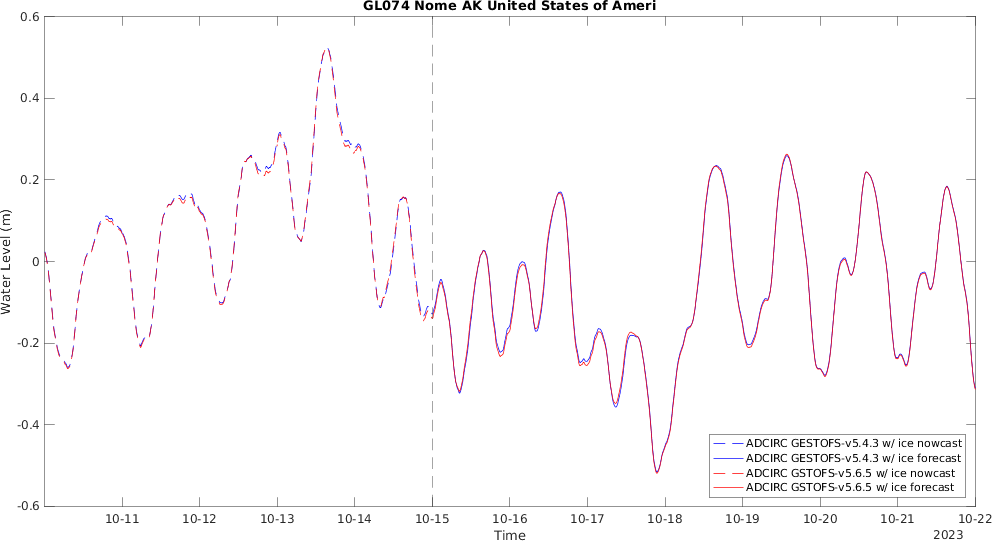 GL074 Nome AK United States of Ameri
0.6
0.4
0.2
0
-0.2
-0.4
-0.6
Water Level (m)
ADCIRC GESTOFS-v5.4.3 w/ ice nowcast
ADCIRC GESTOFS-v5.4.3 w/ ice forecast
ADCIRC GSTOFS-v5.6.5 w/ ice nowcast
ADCIRC GSTOFS-v5.6.5 w/ ice forecast
10-11 10-12 10-13 10-14 10-15 10-16 10-17 10-18 10-19 10-20 10-21 10-22
Time
2023